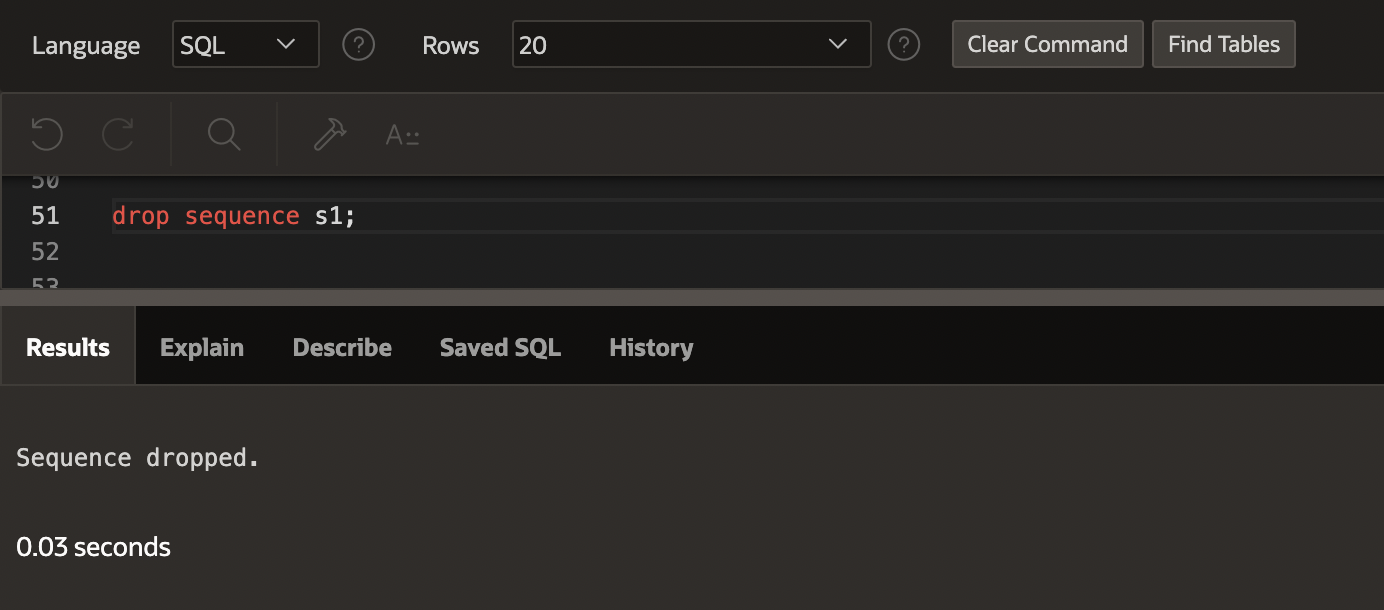 Language SQL ? Rows 20 ? Clear Command Find Tables
A::
50
51 drop sequence s1;
52
53
Results Explain Describe Saved SQL History
Sequence dropped.
0.03 seconds